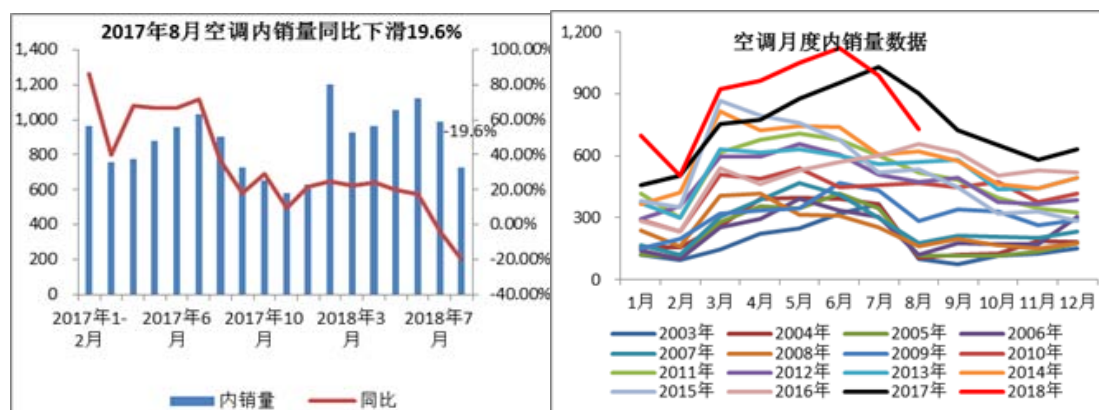 2017年8月空调内销量同比下滑19.6%
1,400
1,200
1,000
800
600
400
200
0
100.00%
80.00%
60.00%
40.00%
20.00%
0.00%
-20.00%
-40.00%
-19.6%
2017年1-2月
2017年6月
2017年10月
2018年3月
2018年7月
内销量 同比
空调月度内销量数据
1,200
900
600
300
0
1月 2月 3月 4月 5月 6月 7月 8月 9月 10月 11月 12月
2003年 2004年 2005年 2006年
2007年 2008年 2009年 2010年
2011年 2012年 2013年 2014年
2015年 2016年 2017年 2018年